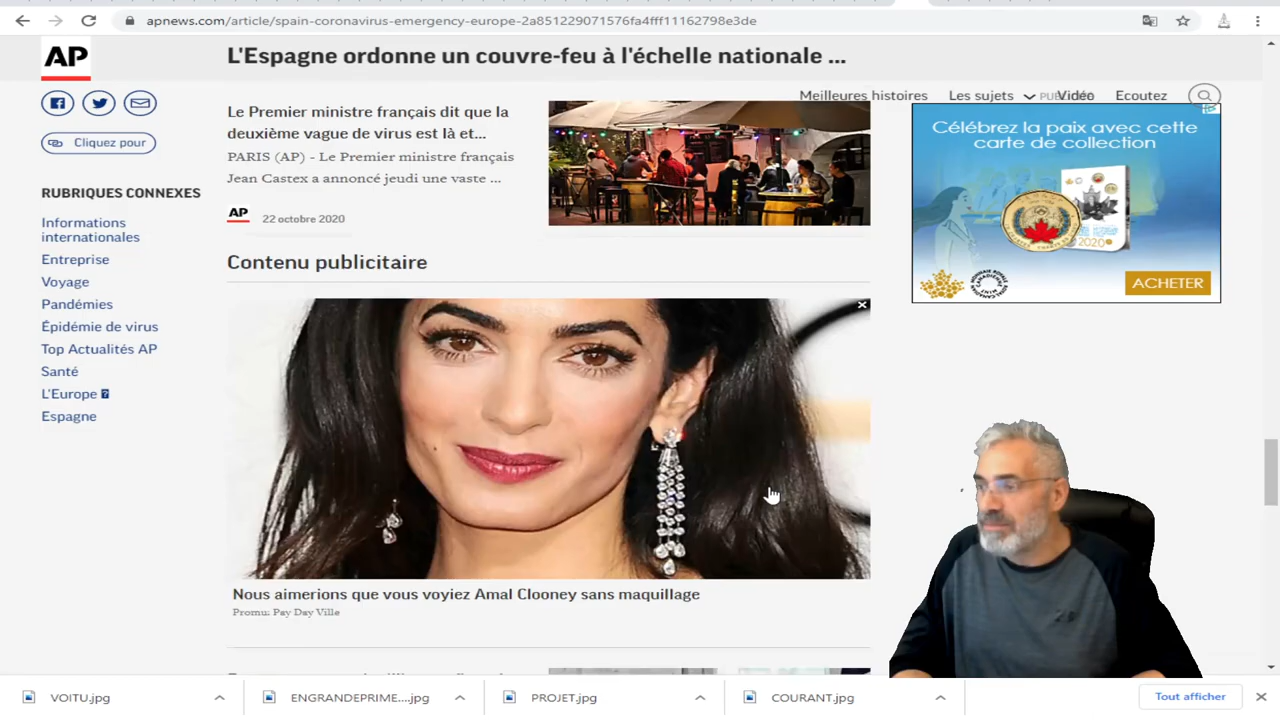 apnews.com/article/spain-coronavirus-emergency-europe-2a851229071576fa4fff11162798e3de
AP
L'Espagne ordonne un couvre-feu à l'échelle nationale ...
Meilleures histoires
Les sujets
Vidéo
Ecoutez
Cliquez pour
RUBRIQUES CONNEXES
Informations
internationales
Entreprise
Voyage
Pandémies
Épidémie de virus
Top Actualités AP
Santé
L'Europe
Espagne
Le Premier ministre français dit que la
deuxième vague de virus est là et...
PARIS (AP) - Le Premier ministre français
Jean Castex a annoncé jeudi une vaste ...
AP
22 octobre 2020
Contenu publicitaire
Nous aimerions que vous voyiez Amal Clooney sans maquillage
Promu: Pay Day Ville
Célébrez la paix avec cette
carte de collection
2020
ACHETER
VOITU.jpg
ENGRANDEPRIME....jpg
PROJET.jpg
COURANT.jpg
Tout afficher